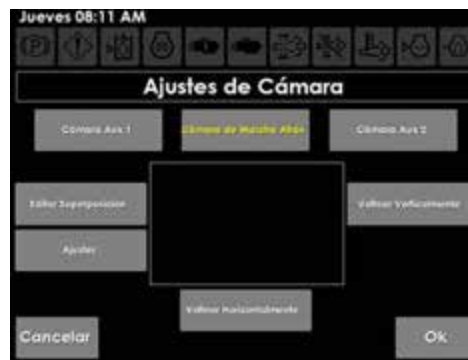 Jueves 08:11 AM
Ajustes de Cámara
Cámara Aux 1
Cámara de Marcha Atrás
Cámara Aux 2
Editar Superposición
Voltear Verticalmente
Ajustes
Voltear Horizontalmente
Cancelar
Ok